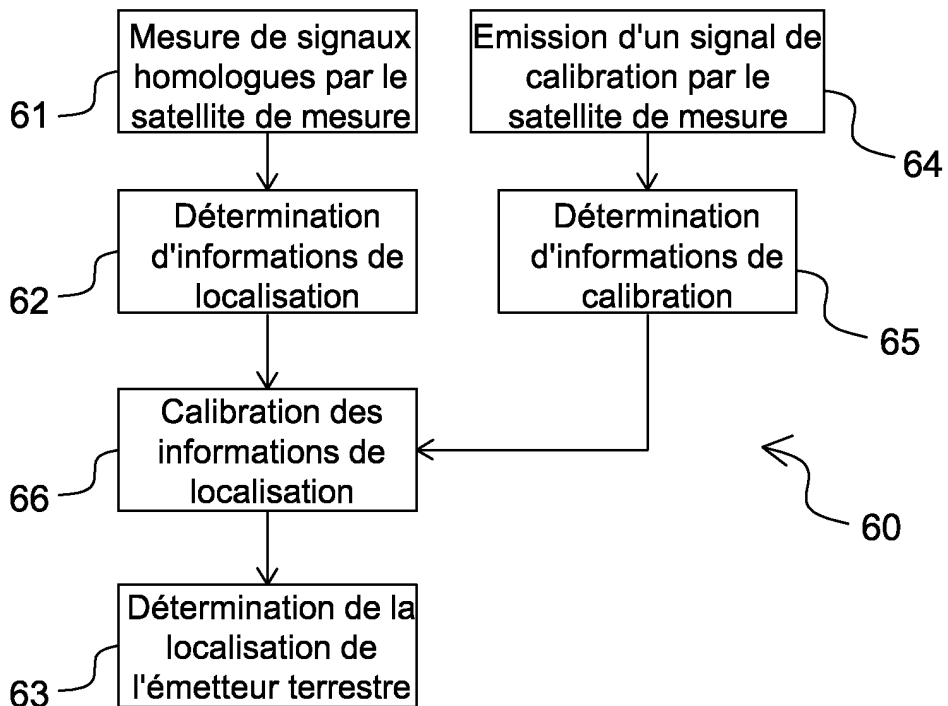 Mesure de signaux
homologues par le
satellite de mesure
61
Emission d'un signal de
calibration par le
satellite de mesure
64
Détermination
d'informations de
localisation
62
Détermination
d'informations de
calibration
65
Calibration des
informations de
localisation
66
60
Détermination de la
localisation de
l'émetteur terrestre
63